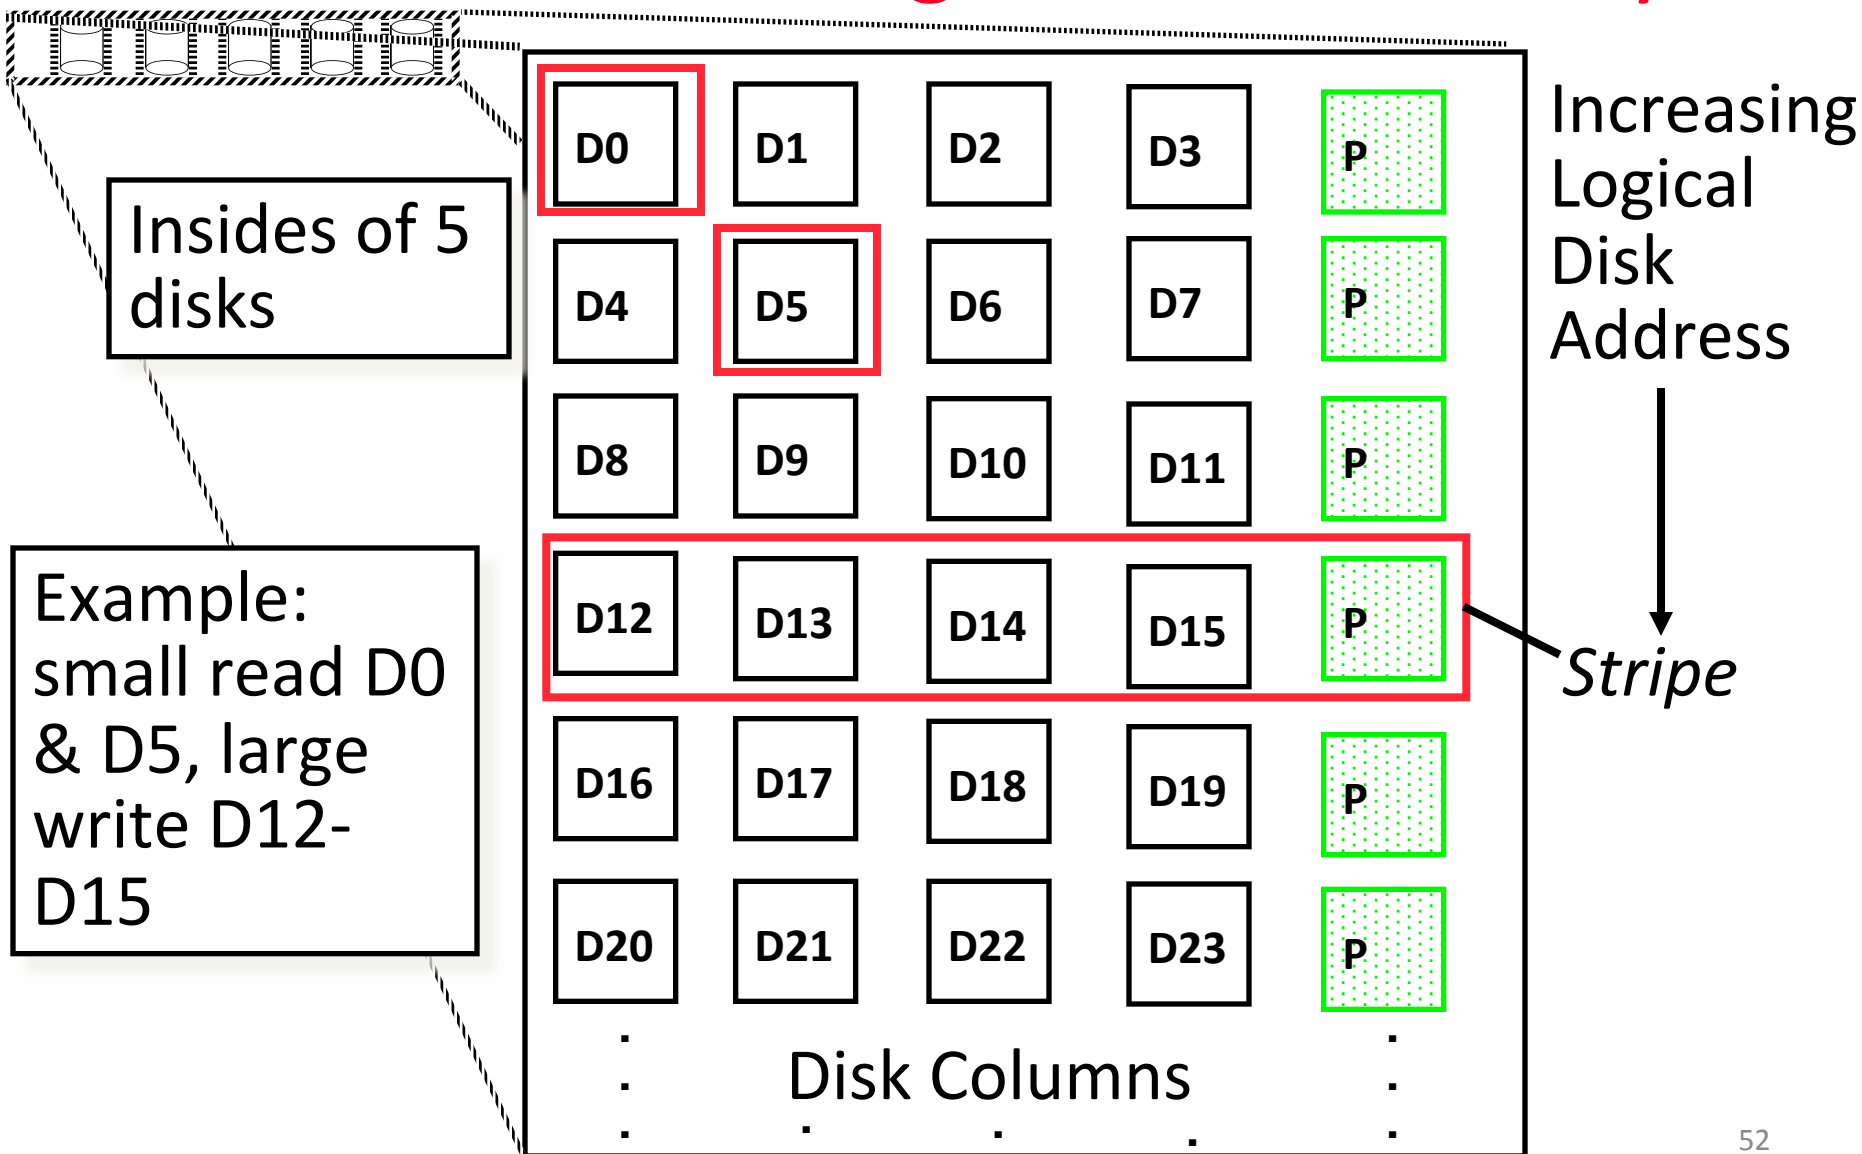 Insides of 5
disks
Example:
small read D0
& D5, large
write D12-
D15
D0 D1 D2 D3 P
D4 D5 D6 D7 P
D8 D9 D10 D11 P
D12 D13 D14 D15 P
D16 D17 D18 D19 P
D20 D21 D22 D23 P
Disk Columns
Increasing
Logical
Disk
Address
Stripe
52